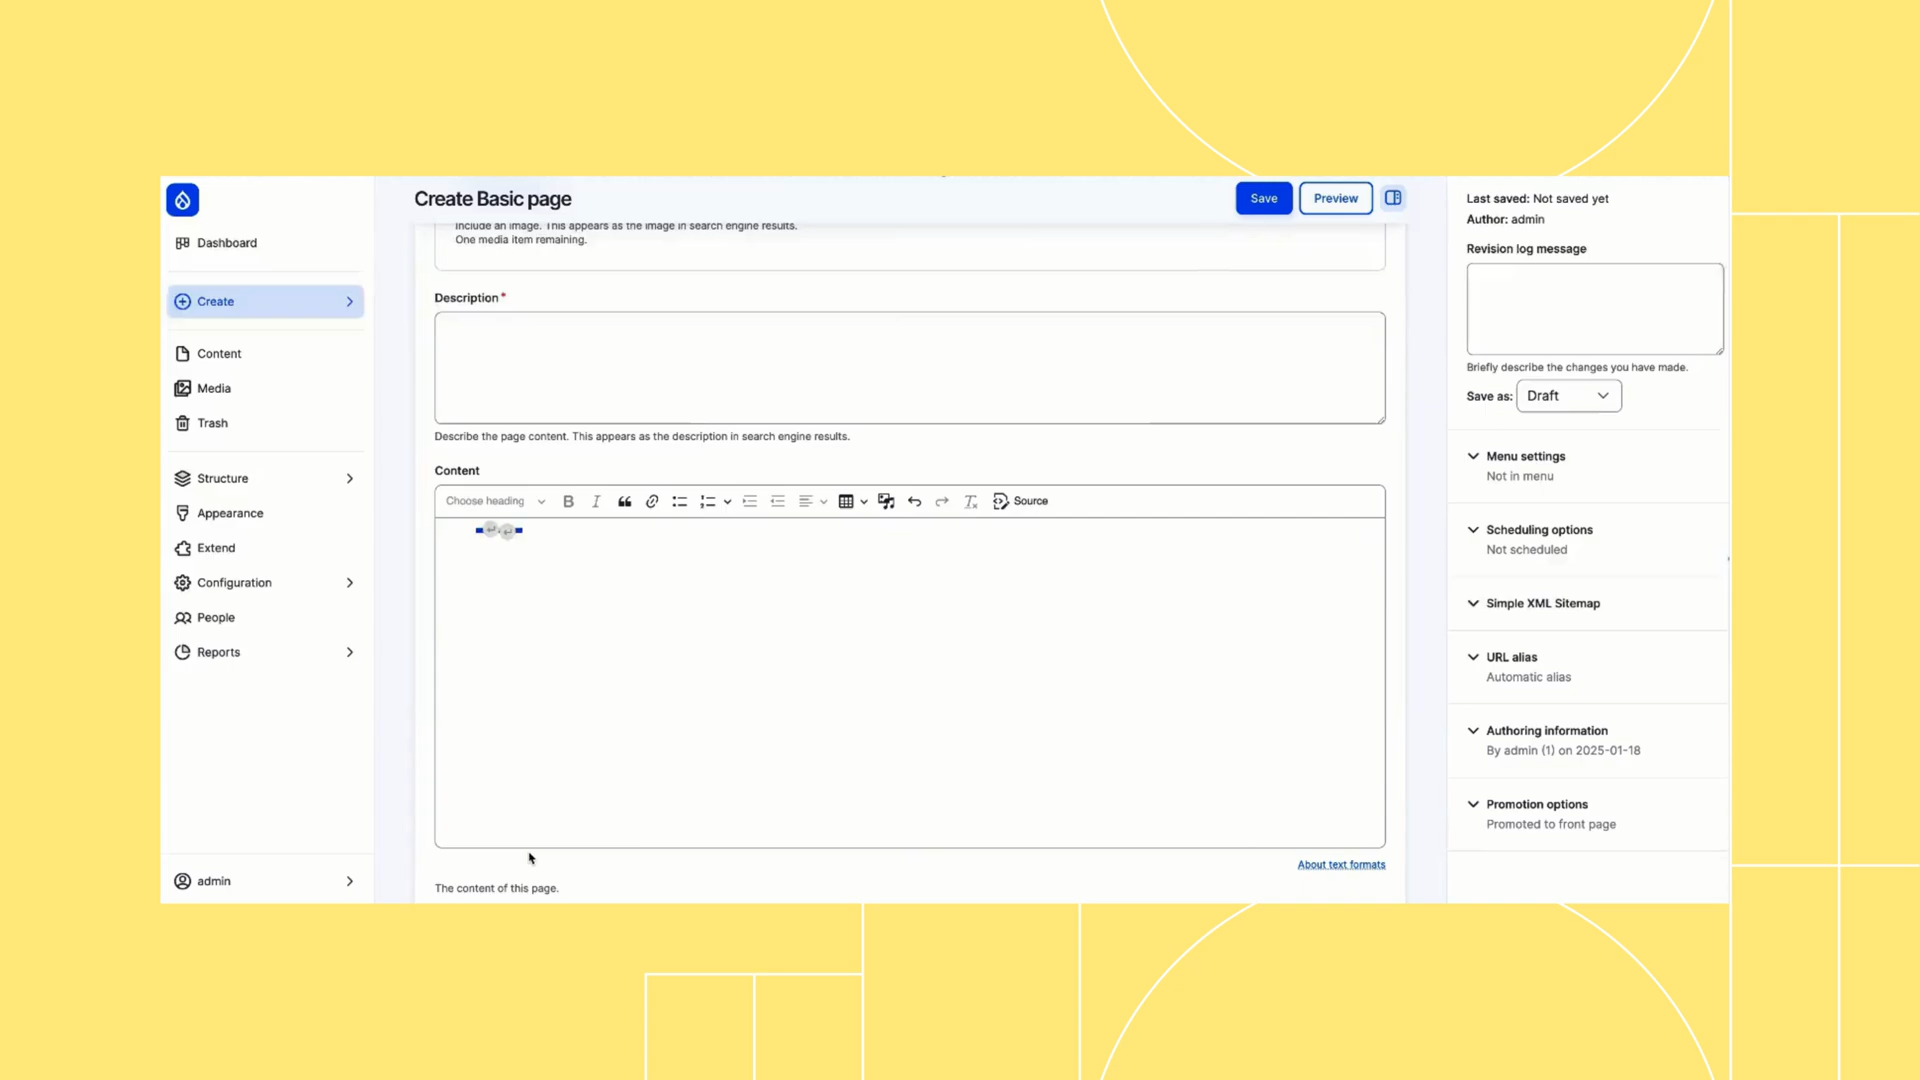 Dashboard
Create
Content
Media
Trash
Structure
Appearance
Extend
Configuration
People
Reports
admin
Create Basic page
Save
Preview
Include an image. This appears as the image in search engine results.
One media item remaining.
Description *
Describe the page content. This appears as the description in search engine results.
Content
Choose heading
Source
About text formats
The content of this page.
Last saved: Not saved yet
Author: admin
Revision log message
Briefly describe the changes you have made.
Save as: Draft
Menu settings
Not in menu
Scheduling options
Not scheduled
Simple XML Sitemap
URL alias
Automatic alias
Authoring information
By admin (1) on 2025-01-18
Promotion options
Promoted to front page